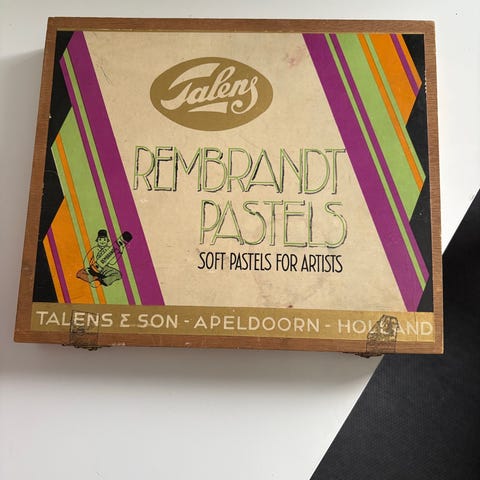 Talens
REMBRANDT
PASTELS
SOFT PASTELS FOR ARTISTS
TALENS & SON - APELDOORN - HOLLAND